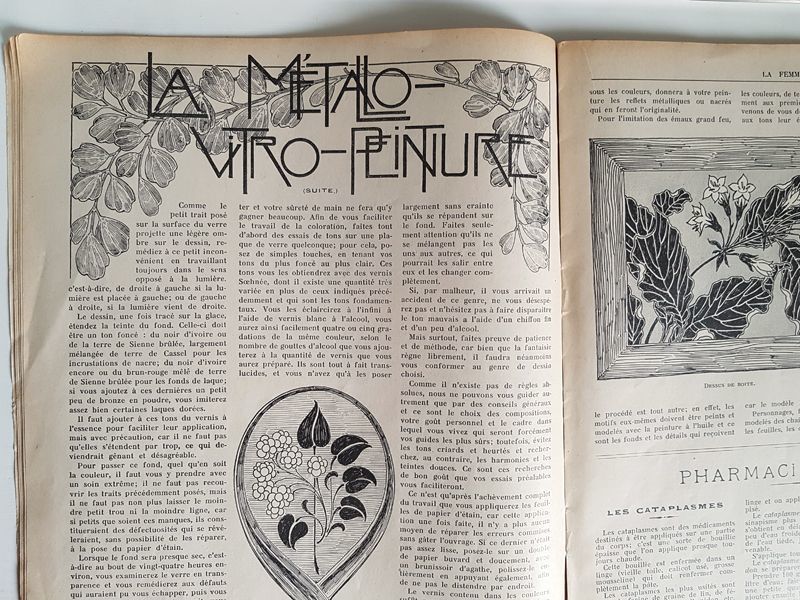 LA MÉTALLO-
VITRO-PEINTURE
(SUITE.)
Comme le
petit trait posé
sur la surface du verre
projette une légère om-
bre sur le dessin, re-
médiez à ce petit incon-
vénient en travaillant
toujours dans le sens
opposé à la lumière.
c'est-à-dire, de droite à gauche si la lu-
mière est placée à gauche; ou de gauche
à droite, si la lumière vient de droite.
Le dessin, une fois tracé sur la glace,
étendez la teinte du fond. Celle-ci doit
être un ton foncé : du noir d'ivoire ou
de la terre de Sienne brûlée, largement
mélangée de terre de Cassel pour les
incrustations de nacre; du noir d'ivoire
encore ou du brun-rouge mêlé de terre
de Sienne brûlée pour les fonds de laque;
si vous ajoutez à ces dernières un petit
peu de bronze en poudre, vous imiterez
assez bien certaines laques dorées.
Il faut ajouter à ces tons du vernis à
l'essence pour faciliter leur application,
mais avec précaution, car il ne faut pas
qu'elles s'étendent par trop, ce qui de-
viendrait gênant et désagréable.
Pour passer ce fond, quel qu'en soit
la couleur, il faut vous y prendre avec
un soin extrême; il ne faut pas recou-
vrir les traits précédemment posés, mais
il ne faut pas non plus laisser le moin-
dre petit trou ni la moindre ligne, car
si petits que soient ces manques, ils cons-
titueraient des défectuosités qui se révè-
leraient, sans possibilité de les réparer,
à la pose du papier d'étain.
Lorsque le fond sera presque sec, c'est-
à-dire au bout de vingt-quatre heures en-
viron, vous examinerez le verre en trans-
parence et vous remédierez aux défauts
qui auraient pu vous échapper, puis vous
ter et votre sûreté de main ne fera qu'y
gagner beaucoup. Afin de vous faciliter
le travail de la coloration, faites tout
d'abord des essais de tons sur une pla-
que de verre quelconque; pour cela, po-
sez de simples touches, en tenant vos
tons du plus foncé au plus clair. Ces
tons vous les obtiendrez avec des vernis
Sœhnée, dont il existe une quantité très
variée en plus de ceux indiqués précé-
demment et qui sont les tons fondamen-
taux. Vous les éclaircirez à l'infini à
l'aide de vernis blanc à l'alcool, vous
aurez ainsi facilement quatre ou cinq gra-
dations de la même couleur, selon le
nombre de gouttes d'alcool que vous ajou-
terez à la quantité de vernis que vous
aurez préparé. Ils sont tout à fait trans-
lucides, et vous n'avez qu'à les poser
largement sans crainte
qu'ils se répandent sur
le fond. Faites seule-
ment attention qu'ils ne
se mélangent pas les
uns aux autres, ce qui
pourrait les salir entre
eux et les changer com-
plètement.
Si, par malheur, il vous arrivait un
accident de ce genre, ne vous désespé-
rez pas et n'hésitez pas à faire disparaître
le ton mauvais a l'aide d'un chiffon fin
et d'un peu d'alcool.
Mais surtout, faites preuve de patience
et de méthode, car bien que la fantaisie
règne librement, il faudra néanmoins
vous conformer au genre de dessin
choisi.
Comme il n'existe pas de règles ab-
solues, nous ne pouvons vous guider au-
trement que par des conseils généraux
et ce sont le choix des compositions,
votre goût personnel et le cadre dans
lequel vous vivez qui seront forcément
vos guides les plus sûrs; toutefois, évitez
les tons criards et heurtés et recher-
chez, a contraire, les harmonies et les
teintes douces. Ce sont ces recherches
de bon goût que vos essais préalables
vous faciliteront.
Ce n'est qu'après l'achèvement complet
du travail que vous appliquerez les feuil-
les de papier d'étain, car cette applica-
tion une fois faite, il n'y a plus aucun
moyen de réparer les erreurs commises
sans gâter l'ouvrage. Si ce dernier n'était
pas assez lisse, posez-le sur un double
de papier buvard et doucement, avec
un brunissoir d'agathe, polissez-le en-
tièrement en appuyant également, afin
de ne pas le distendre par endroit.
Le vernis contenu dans les couleurs
LA FEMM
sous les couleurs, donnera à votre pein-
ture les reflets métalliques ou nacrés
qui en feront l'originalité.
Pour l'imitation des émaux grand feu,
les couleurs, de te
ment aux premie
venons de vous d
aux tons leur é
DESSUS DE BOITE.
le procédé est tout autre; en effet, les
motifs eux-mêmes doivent être peints et
modelés avec la peinture à l'huile et ce
sont les fonds et les détails qui reçoivent
car le modèle
Personnages,
modelés des chai
les feuilles, les
PHARMACI
LES CATAPLASMES
Les cataplasmes sont des médicaments
destinés à être appliqués sur une partie
du corps; c'est une sorte de bouillie
épaisse que l'on applique presque tou-
jours chaude.
Cette bouillie est enfermée dans un
linge (vieille toile, calicot usé, grosse
mousseline) qui doit renfermer com-
plètement la pâte.
Les cataplasmes les plus usités sont
linge et on appl
pisé.
Le cataplasme
sinapisme plus
s'obtient en dé
peu d'eau froid
de l'eau tiède,
venable.
S'applique tou
Le cataplasme